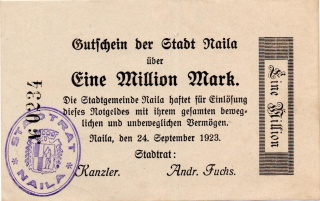 Gutschein der Stadt Naila
über
Eine Million Mark.
Die Stadtgemeinde Naila haftet für Einlösung
dieses Notgeldes mit ihrem gesamten beweg-
lichen und unbeweglichen Vermögen.
Naila, den 24. September 1923.
Stadtrat:
Kanzler. Andr. Fuchs.
Eine Million
STADTRAT
NAILA